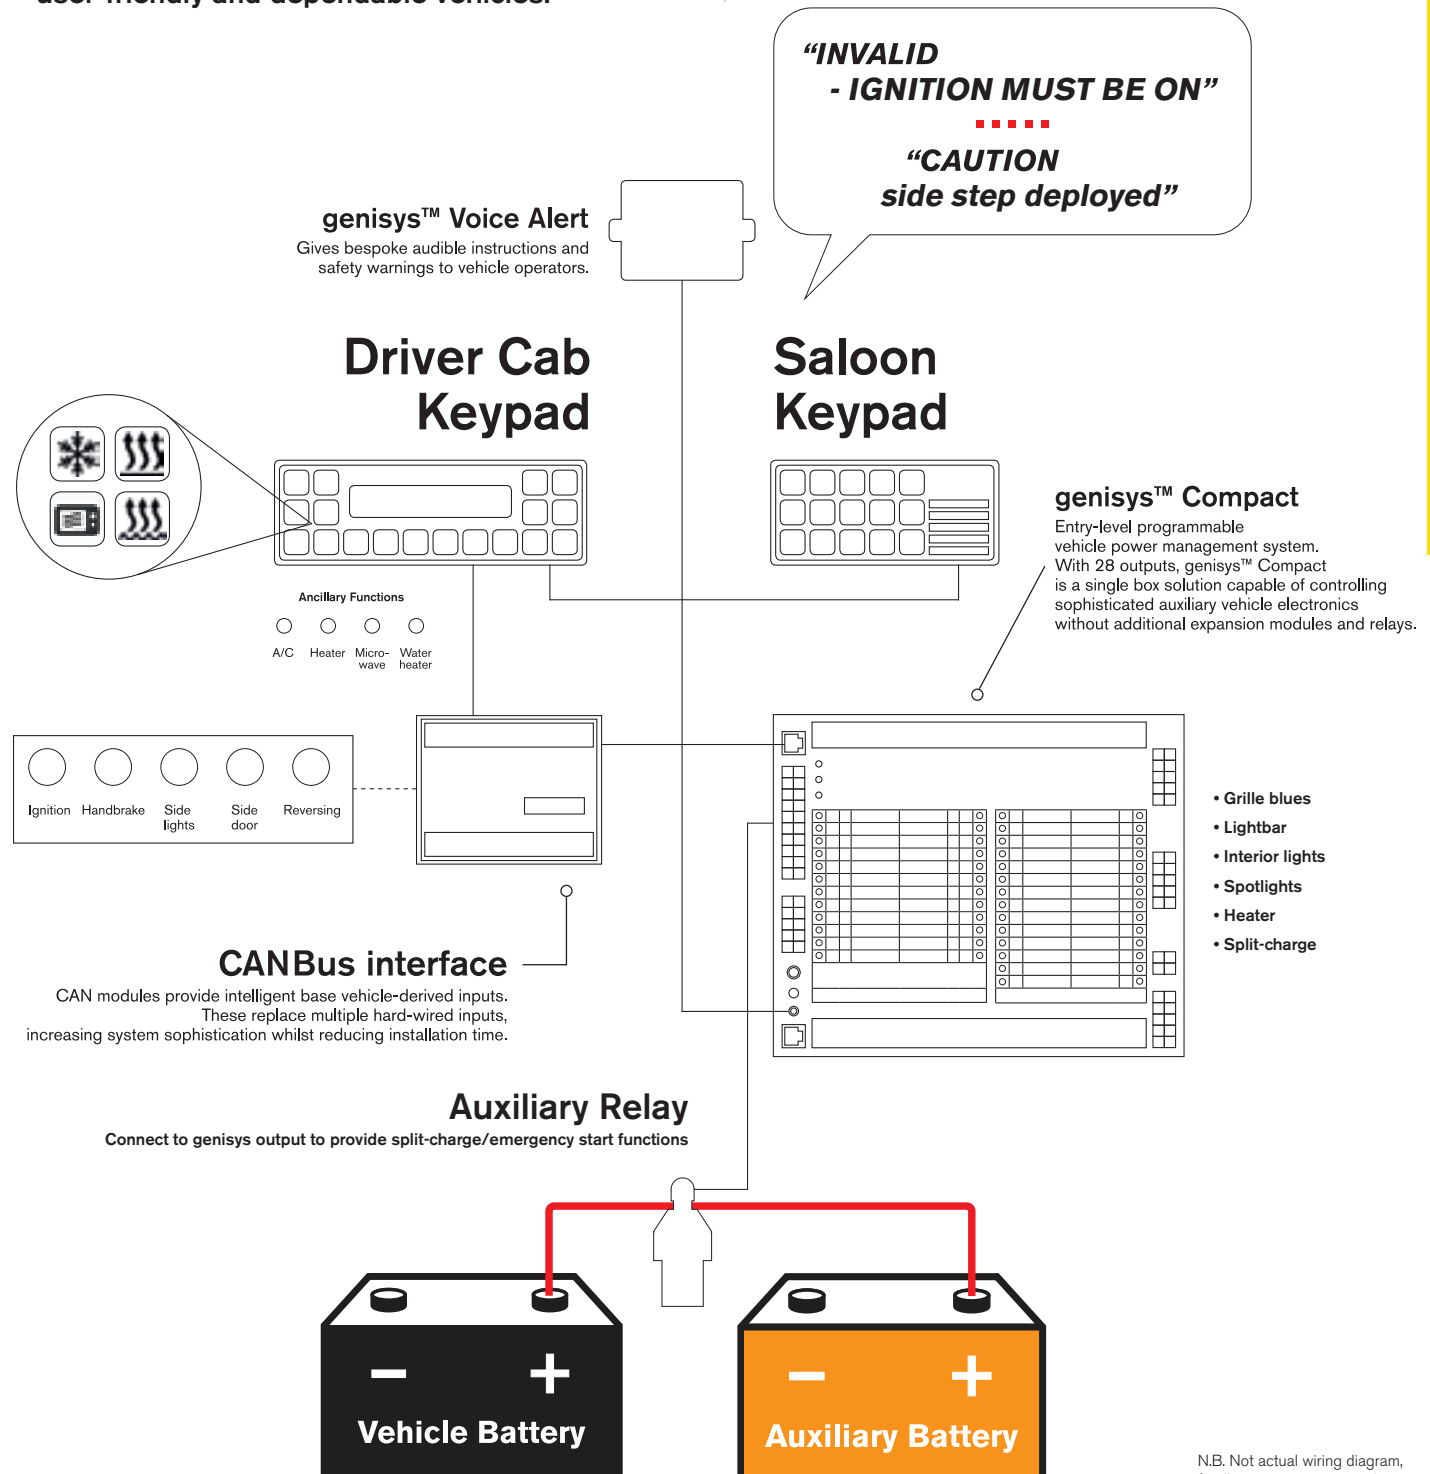 user-friendly and dependable vehicles.
“INVALID
- IGNITION MUST BE ON”
“CAUTION
side step deployed”
genisys™ Voice Alert
Gives bespoke audible instructions and
safety warnings to vehicle operators.
Driver Cab
Keypad
Saloon
Keypad
genisys™ Compact
Entry-level programmable
vehicle power management system.
With 28 outputs, genisys™ Compact
is a single box solution capable of controlling
sophisticated auxiliary vehicle electronics
without additional expansion modules and relays.
Ancillary Functions
A/C
Heater
Micro-
wave
Water
heater
Ignition
Handbrake
Side
lights
Side
door
Reversing
• Grille blues
• Lightbar
• Interior lights
• Spotlights
• Heater
• Split-charge
CANBus interface
CAN modules provide intelligent base vehicle-derived inputs.
These replace multiple hard-wired inputs,
increasing system sophistication whilst reducing installation time.
Auxiliary Relay
Connect to genisys output to provide split-charge/emergency start functions
– +
Vehicle Battery
– +
Auxiliary Battery
N.B. Not actual wiring diagram,